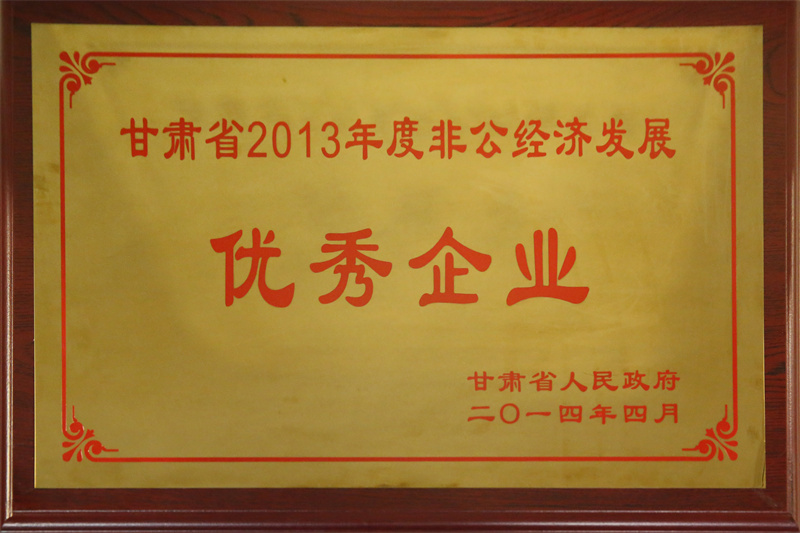 甘肃省2013年度非公经济发展
优秀企业
甘肃省人民政府
二〇一四年四月